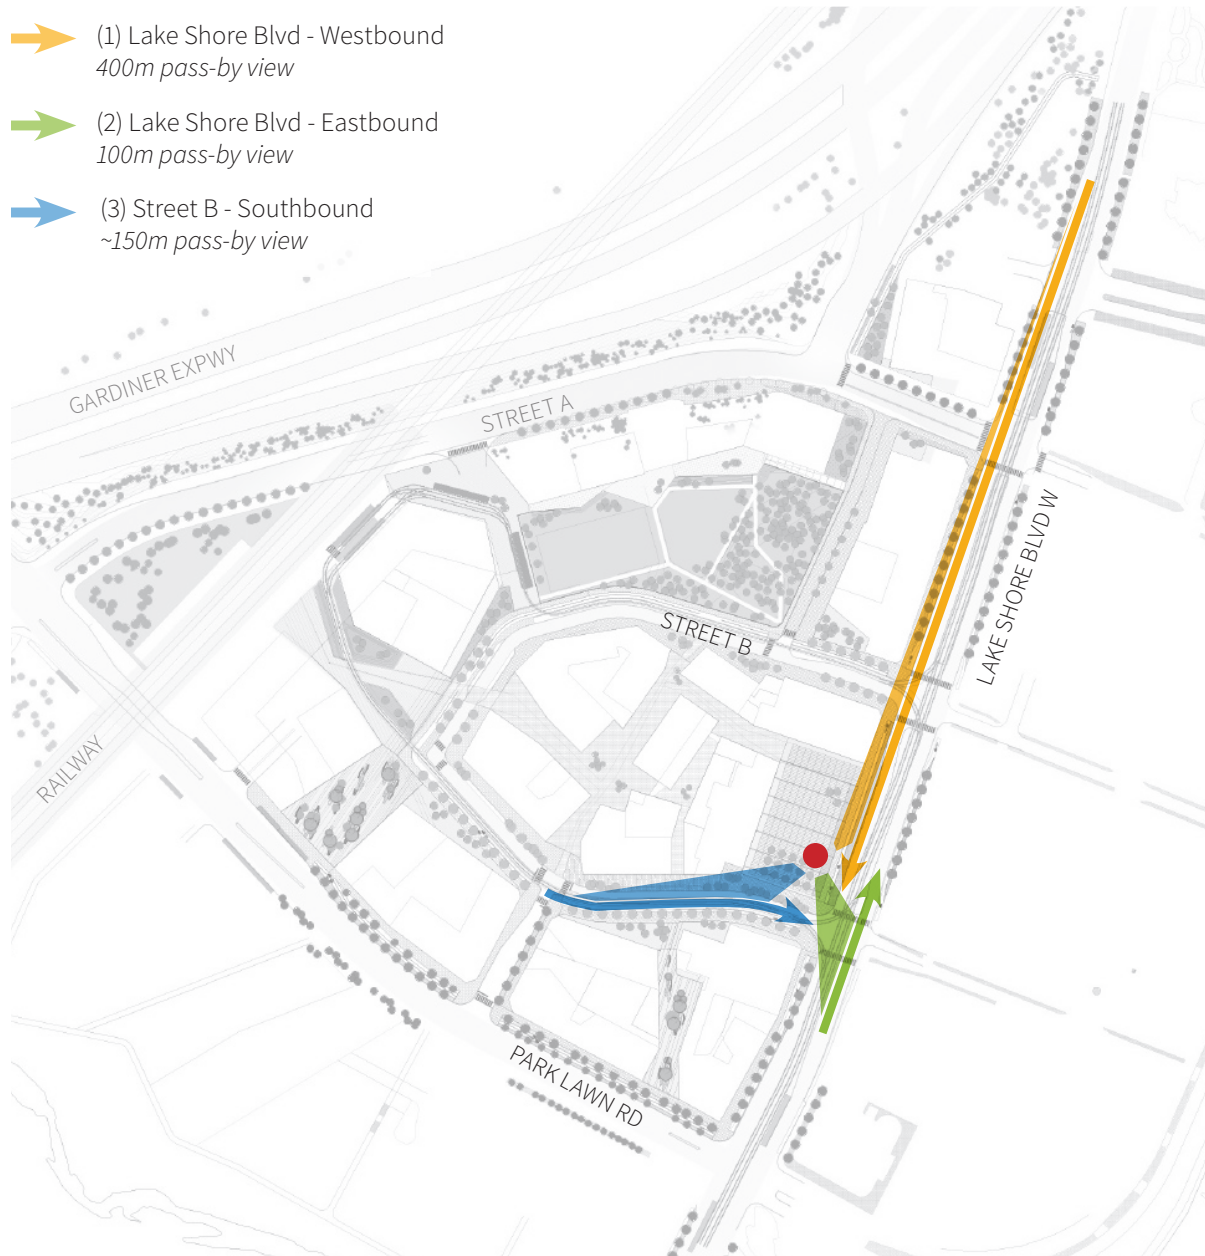 (1) Lake Shore Blvd - Westbound
400m pass-by view
(2) Lake Shore Blvd - Eastbound
100m pass-by view
(3) Street B - Southbound
~150m pass-by view
GARDINER EXPWY
STREET A
STREET B
LAKE SHORE BLVD W
RAILWAY
PARK LAWN RD